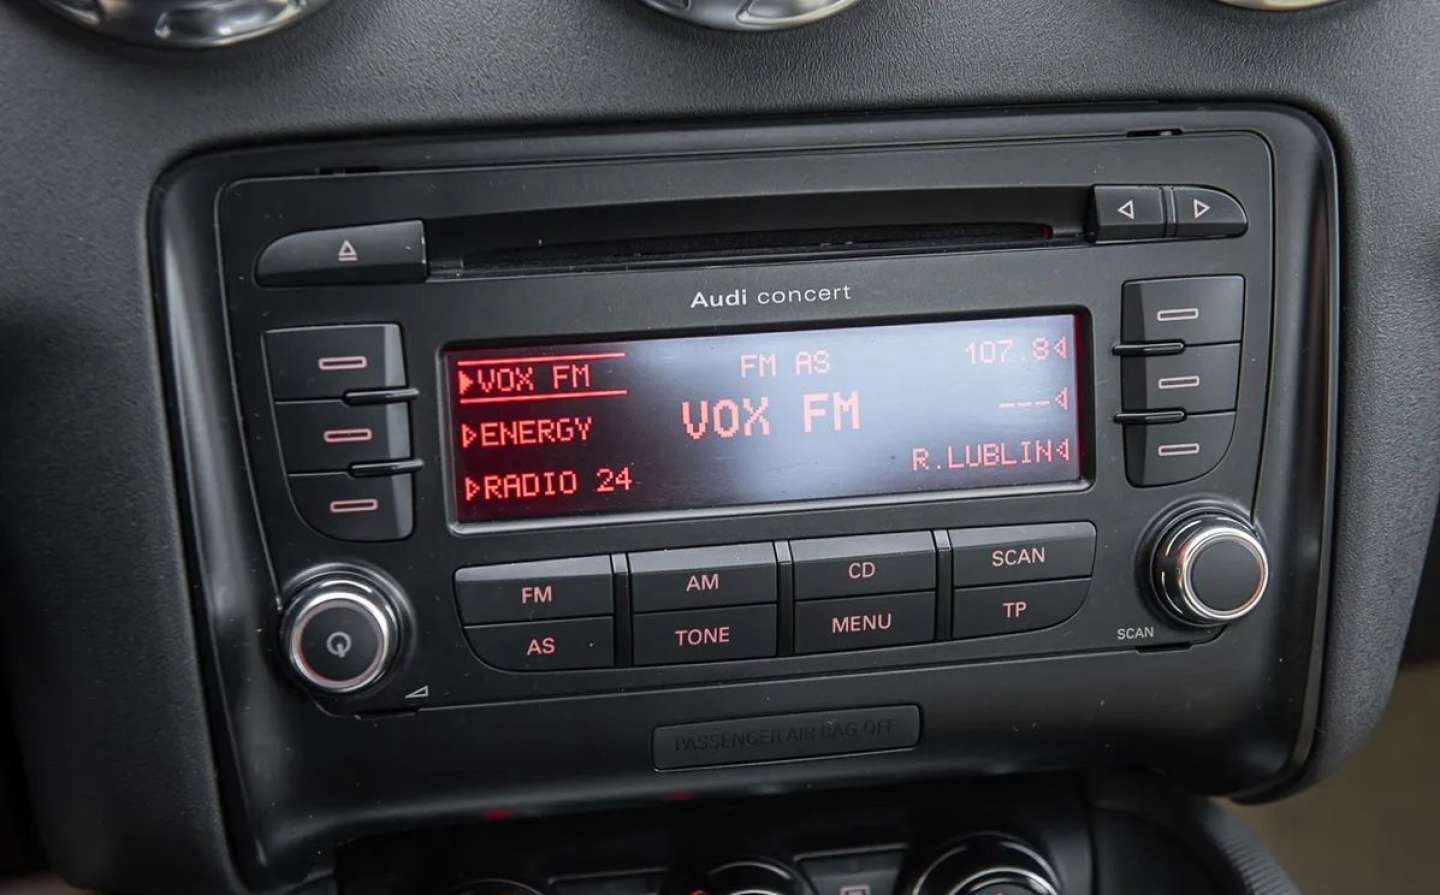 Audi concert
VOX FM
FM AS
107.8
VOX FM
ENERGY
---
RADIO 24
R.LUBLIN
FM
AM
CD
SCAN
AS
TONE
MENU
TP
SCAN
PASSENGER AIR BAG OFF